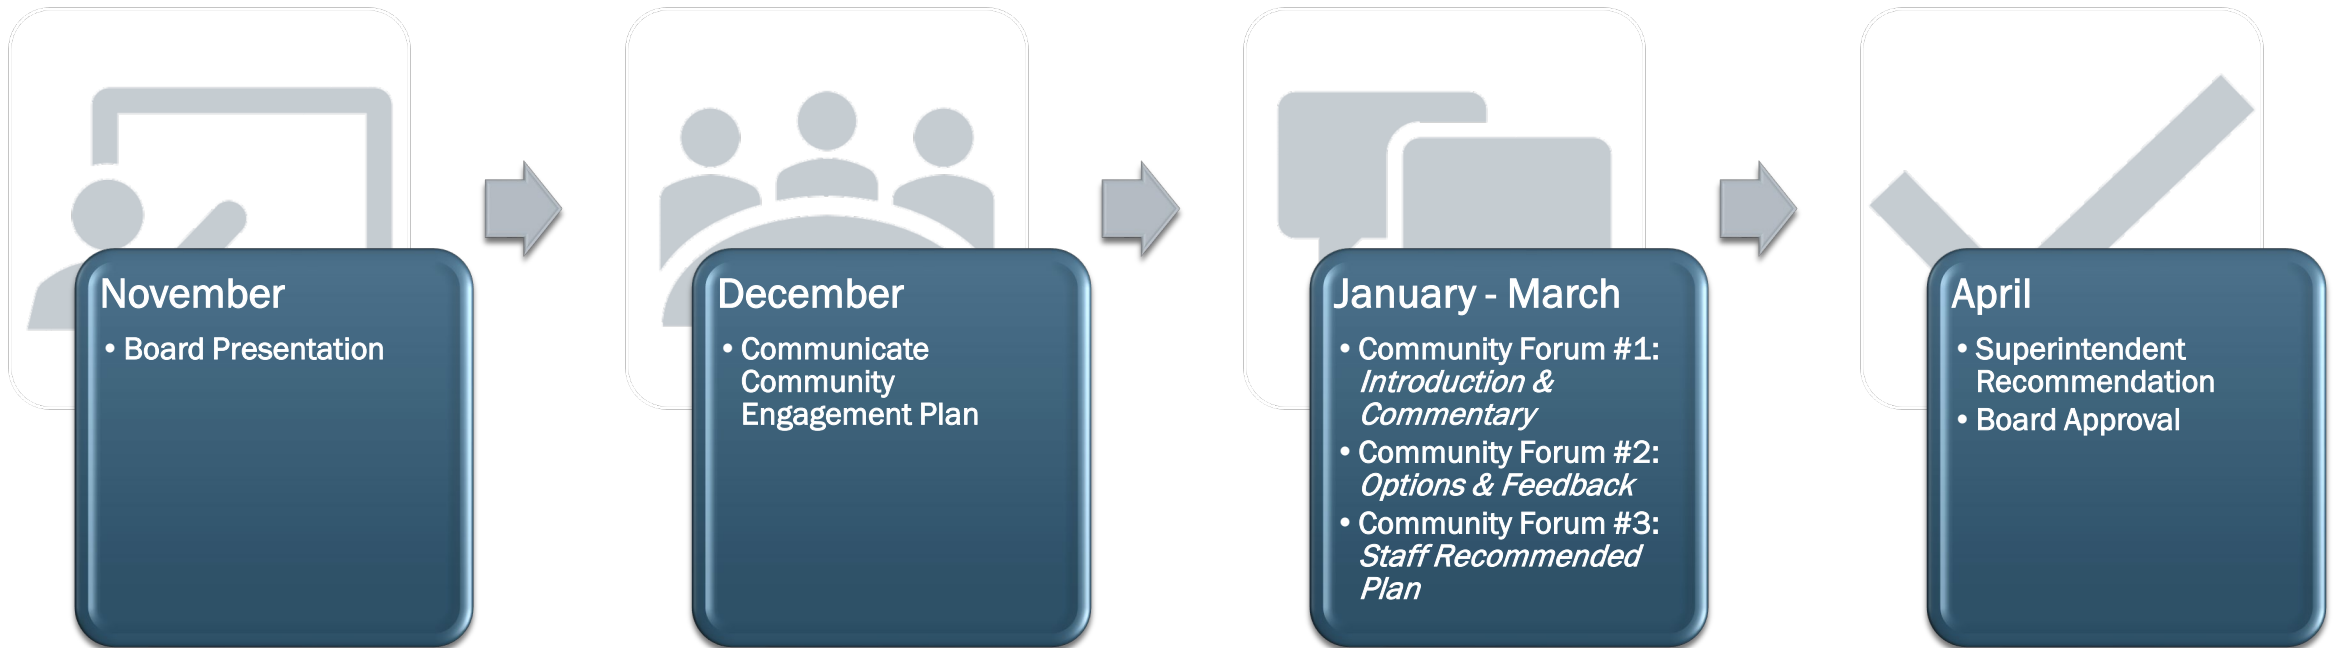 November
• Board Presentation
December
• Communicate
Community
Engagement Plan
January - March
• Community Forum #1:
Introduction &
Commentary
• Community Forum #2:
Options & Feedback
• Community Forum #3:
Staff Recommended
Plan
April
• Superintendent
Recommendation
• Board Approval